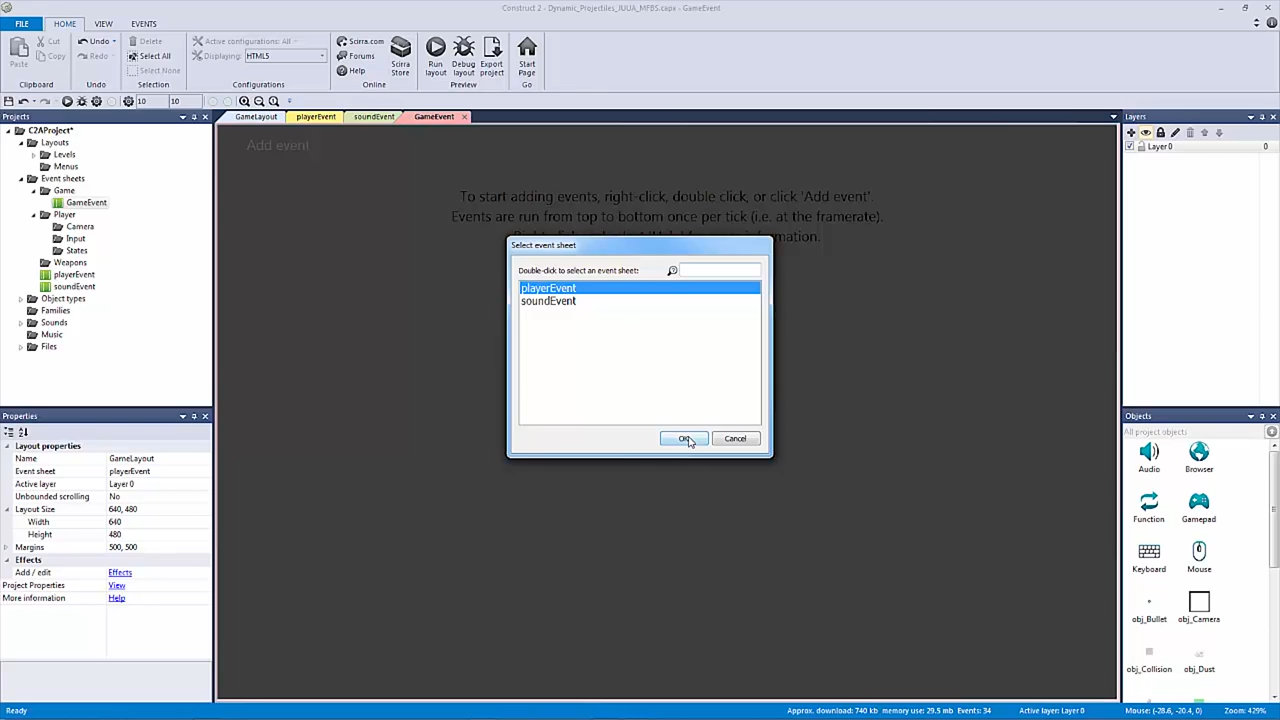 Construct 2 - Dynamic_Projectiles_JUUA_MFBS.capx - GameEvent
FILE HOME VIEW EVENTS
Paste Cut Copy
Undo Redo
Delete Select All Select None
Active configurations: All
Displaying: HTML5
Scirra.com Forums Help
Scirra Store
Run layout
Debug layout
Export project
Start Page
Clipboard Undo Selection Configurations Online Preview Go
10 10
Projects
GameLayout playerEvent soundEvent GameEvent
Layers
C2AProject*
Layouts
Levels
Menus
Event sheets
Game
GameEvent
Player
Camera
Input
States
Weapons
playerEvent
soundEvent
Object types
Families
Sounds
Music
Files
Add event
To start adding events, right-click, double click, or click 'Add event'.
Events are run from top to bottom once per tick (i.e. at the framerate).
Select event sheet
Double-click to select an event sheet:
playerEvent
soundEvent
OK Cancel
Layer 0 0
Properties
Layout properties
Name GameLayout
Event sheet playerEvent
Active layer Layer 0
Unbounded scrolling No
Layout Size 640, 480
Width 640
Height 480
Margins 500, 500
Effects
Add / edit Effects
Project Properties View
More information Help
Objects
All project objects
Audio Browser
Function Gamepad
Keyboard Mouse
obj_Bullet obj_Camera
obj_Collision obj_Dust
Ready
Approx. download: 740 kb memory use: 29.5 mb Events: 34 Active layer: Layer 0 Mouse: (-28.6, -20.4, 0) Zoom: 429%